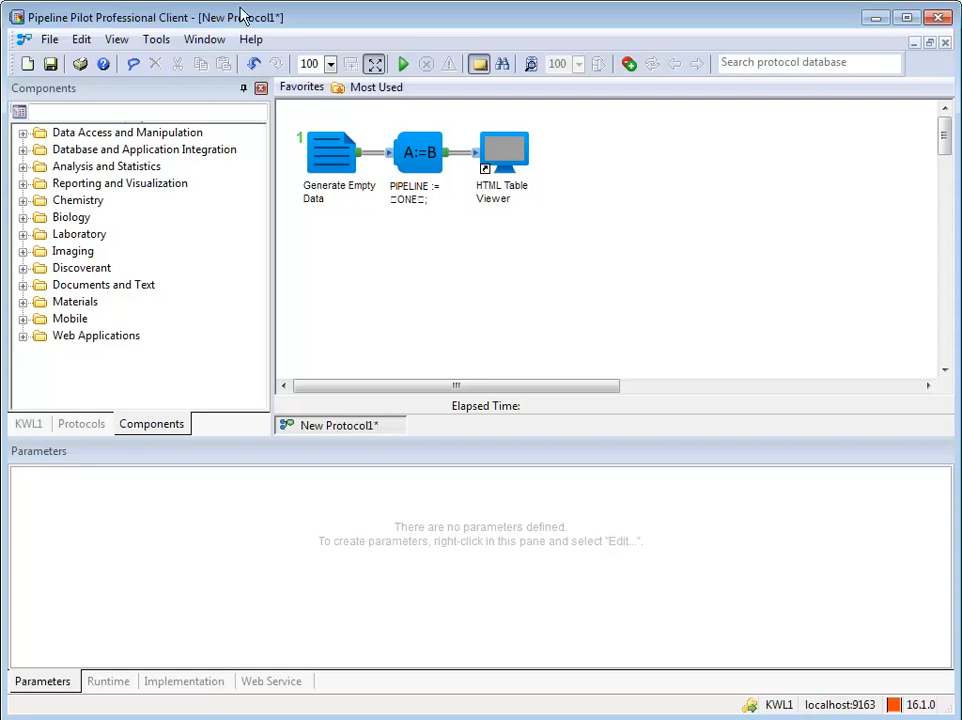 Pipeline Pilot Professional Client - [New Protocol1*]
File Edit View Tools Window Help
100 100 Search protocol database
Components
Favorites Most Used
Data Access and Manipulation
Database and Application Integration
Analysis and Statistics
Reporting and Visualization
Chemistry
Biology
Laboratory
Imaging
Discoverant
Documents and Text
Materials
Mobile
Web Applications
1
A:=B
Generate Empty
Data
PIPELINE :=
ONE
HTML Table
Viewer
Elapsed Time:
KWL1 Protocols Components
New Protocol1*
Parameters
There are no parameters defined.
To create parameters, right-click in this pane and select "Edit...".
Parameters Runtime Implementation Web Service
KWL1 localhost:9163 16.1.0